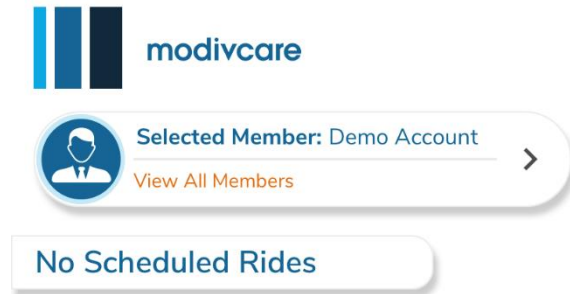 modivcare
Selected Member: Demo Account
View All Members
No Scheduled Rides